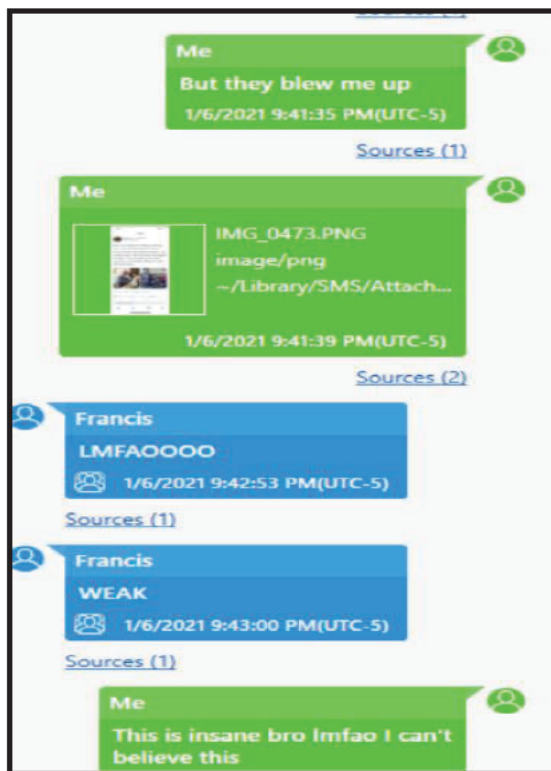 Me
But they blew me up
1/6/2021 9:41:35 PM(UTC-5)
Sources (1)
Me
IMG_0473.PNG
image/png
~/Library/SMS/Attach...
1/6/2021 9:41:39 PM(UTC-5)
Sources (2)
Francis
LMFAOOOO
1/6/2021 9:42:53 PM(UTC-5)
Sources (1)
Francis
WEAK
1/6/2021 9:43:00 PM(UTC-5)
Sources (1)
Me
This is insane bro lmfao I can't
believe this